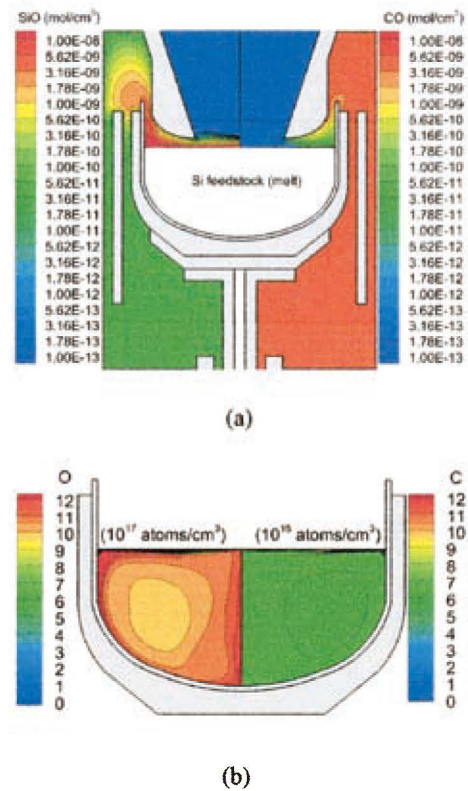 SiO (mol/cm³)
1.00E-08
5.62E-09
3.16E-09
1.78E-09
1.00E-09
5.62E-10
3.16E-10
1.78E-10
1.00E-10
5.62E-11
3.16E-11
1.78E-11
1.00E-11
5.62E-12
3.16E-12
1.78E-12
1.00E-12
5.62E-13
3.16E-13
1.78E-13
1.00E-13
Si feedstock (melt)
CO (mol/cm³)
1.00E-08
5.62E-09
3.16E-09
1.78E-09
1.00E-09
5.62E-10
3.16E-10
1.78E-10
1.00E-10
5.62E-11
3.16E-11
1.78E-11
1.00E-11
5.62E-12
3.16E-12
1.78E-12
1.00E-12
5.62E-13
3.16E-13
1.78E-13
1.00E-13
(a)
O
12
11
10
9
8
7
6
5
4
3
2
1
0
(10¹⁷ atoms/cm³)
(10¹⁵ atoms/cm³)
C
12
11
10
9
8
7
6
5
4
3
2
1
0
(b)